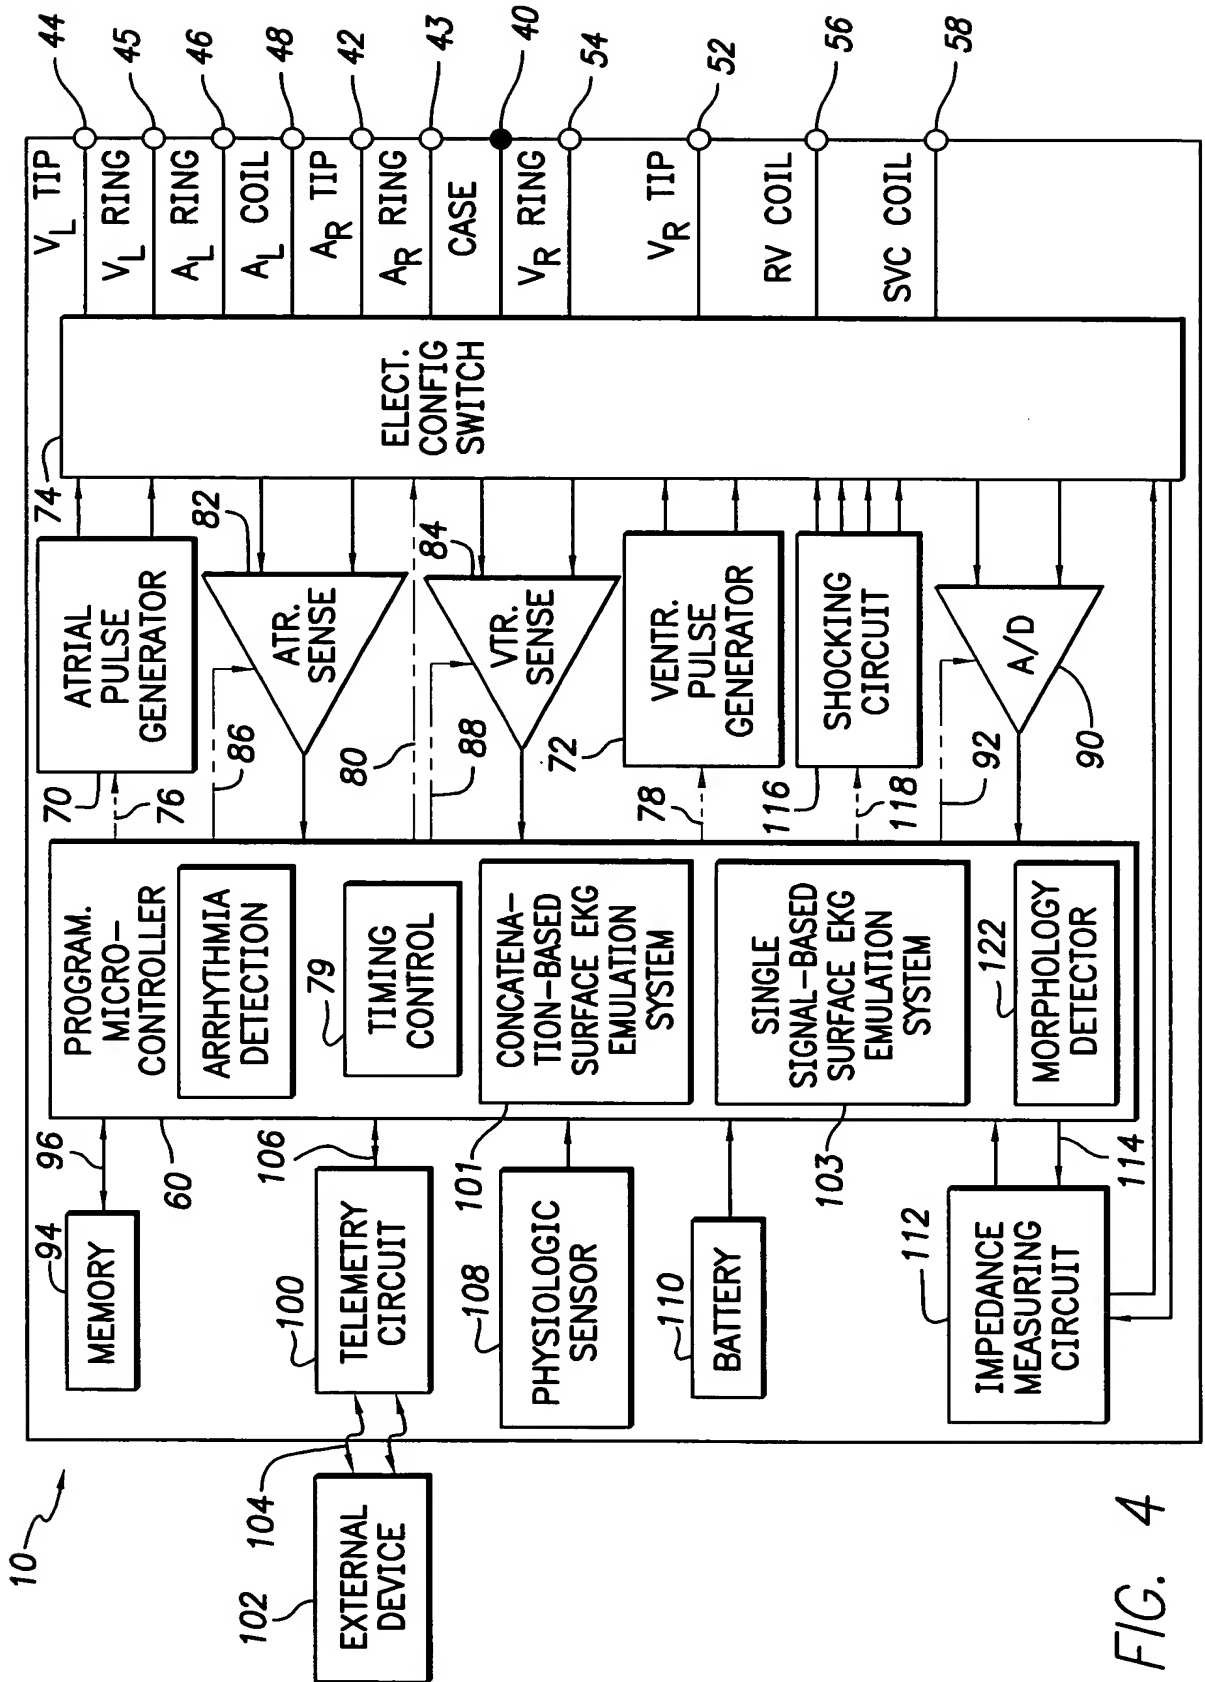 10
102
EXTERNAL
DEVICE
104
94
MEMORY
96
60
100
TELEMETRY
CIRCUIT
106
108
PHYSIOLOGIC
SENSOR
110
BATTERY
112
IMPEDANCE
MEASURING
CIRCUIT
114
PROGRAM.
MICRO-
CONTROLLER
ARRHYTHMIA
DETECTION
79
TIMING
CONTROL
101
CONCATENA-
TION-BASED
SURFACE EKG
EMULATION
SYSTEM
103
SINGLE
SIGNAL-BASED
SURFACE EKG
EMULATION
SYSTEM
122
MORPHOLOGY
DETECTOR
70
76
ATRIAL
PULSE
GENERATOR
86
82
ATR.
SENSE
80
88
84
VTR.
SENSE
72
78
VENTR.
PULSE
GENERATOR
116
118
SHOCKING
CIRCUIT
92
90
A/D
74
ELECT.
CONFIG
SWITCH
VL TIP 44
VL RING 45
AL RING 46
AL COIL 48
AR TIP 42
AR RING 43
CASE 40
VR RING 54
VR TIP 52
RV COIL 56
SVC COIL 58
FIG. 4